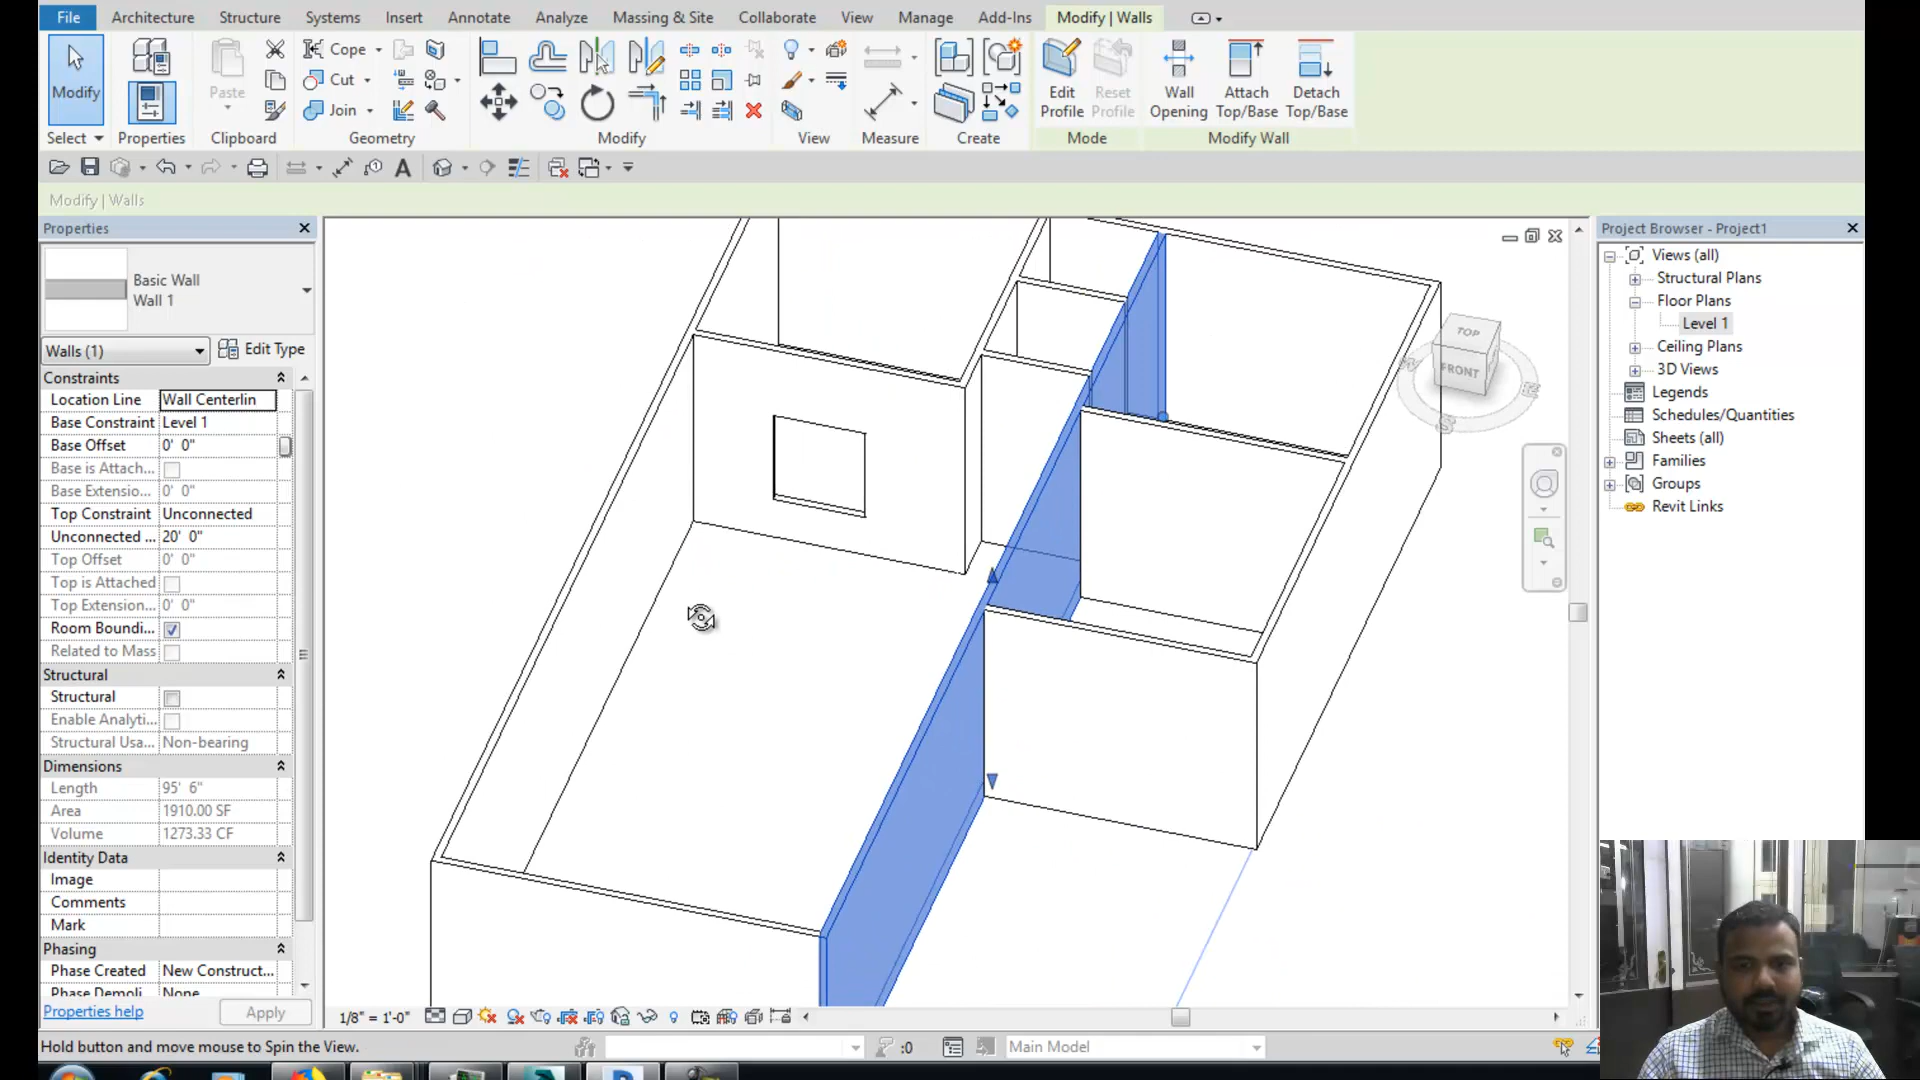 File Architecture Structure Systems Insert Annotate Analyze Massing & Site Collaborate View Manage Add-Ins Modify | Walls
Modify
Paste
Cope
Cut
Join
Edit Profile
Reset Profile
Wall Opening
Attach Top/Base
Detach Top/Base
Select Properties Clipboard Geometry Modify View Measure Create Mode Modify Wall
Modify | Walls
Properties
Basic Wall
Wall 1
Walls (1) Edit Type
Constraints
Location Line Wall Centerlin
Base Constraint Level 1
Base Offset 0' 0"
Base is Attach...
Base Extensio... 0' 0"
Top Constraint Unconnected
Unconnected ... 20' 0"
Top Offset 0' 0"
Top is Attached
Top Extension... 0' 0"
Room Boundi...
Related to Mass
Structural
Structural
Enable Analyti...
Structural Usa... Non-bearing
Dimensions
Length 95' 6"
Area 1910.00 SF
Volume 1273.33 CF
Identity Data
Image
Comments
Mark
Phasing
Phase Created New Construct...
Phase Demoli None
Properties help Apply
TOP
FRONT
S
Project Browser - Project1
Views (all)
Structural Plans
Floor Plans
Level 1
Ceiling Plans
3D Views
Legends
Schedules/Quantities
Sheets (all)
Families
Groups
Revit Links
1/8" = 1'-0"
Hold button and move mouse to Spin the View.
:0
Main Model